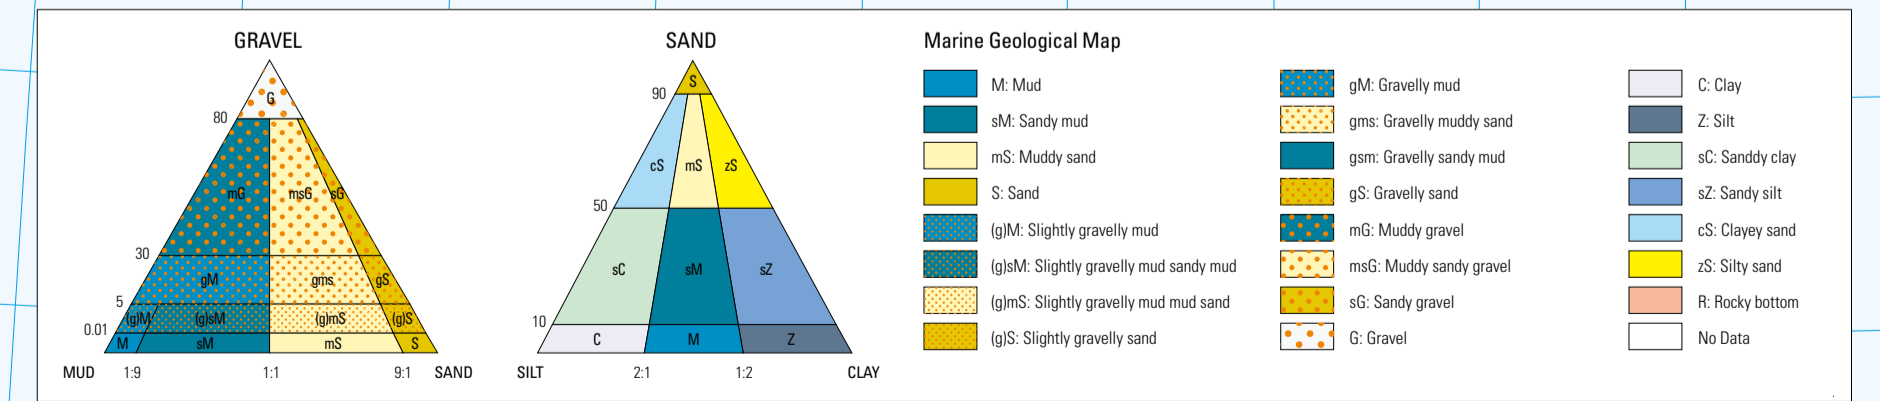 GRAVEL
G
80
mG msG sG
30
gM gms gS
5
(g)M (g)sM (g)mS (g)S
0.01
M sM mS S
MUD 1:9 1:1 9:1 SAND
SAND
S
90
cS mS zS
50
sC sM sZ
10
C M Z
SILT 2:1 1:2 CLAY
Marine Geological Map
M: Mud
sM: Sandy mud
mS: Muddy sand
S: Sand
(g)M: Slightly gravelly mud
(g)sM: Slightly gravelly mud sandy mud
(g)mS: Slightly gravelly mud mud sand
(g)S: Slightly gravelly sand
gM: Gravelly mud
gms: Gravelly muddy sand
gsm: Gravelly sandy mud
gS: Gravelly sand
mG: Muddy gravel
msG: Muddy sandy gravel
sG: Sandy gravel
G: Gravel
C: Clay
Z: Silt
sC: Sanddy clay
sZ: Sandy silt
cS: Clayey sand
zS: Silty sand
R: Rocky bottom
No Data